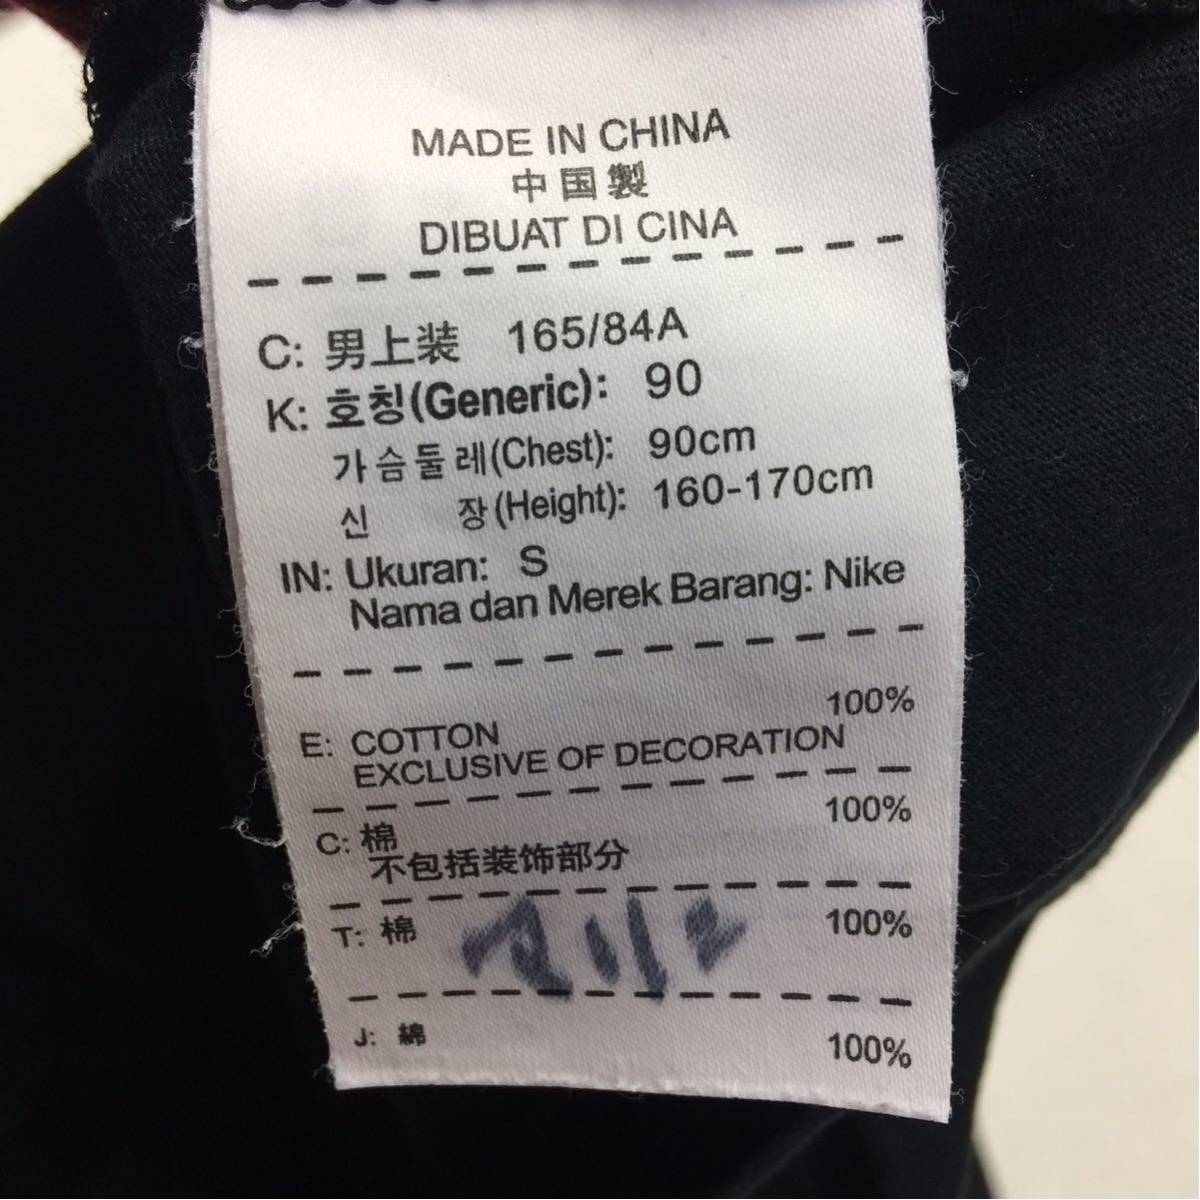 MADE IN CHINA
中国製
DIBUAT DI CINA
C: 男上装 165/84A
K: 호칭(Generic): 90
가슴둘레(Chest): 90cm
신 장(Height): 160-170cm
IN: Ukuran: S
Nama dan Merek Barang: Nike
E: COTTON 100%
EXCLUSIVE OF DECORATION
C: 棉 100%
不包括装饰部分
T: 棉 100%
J: 綿 100%